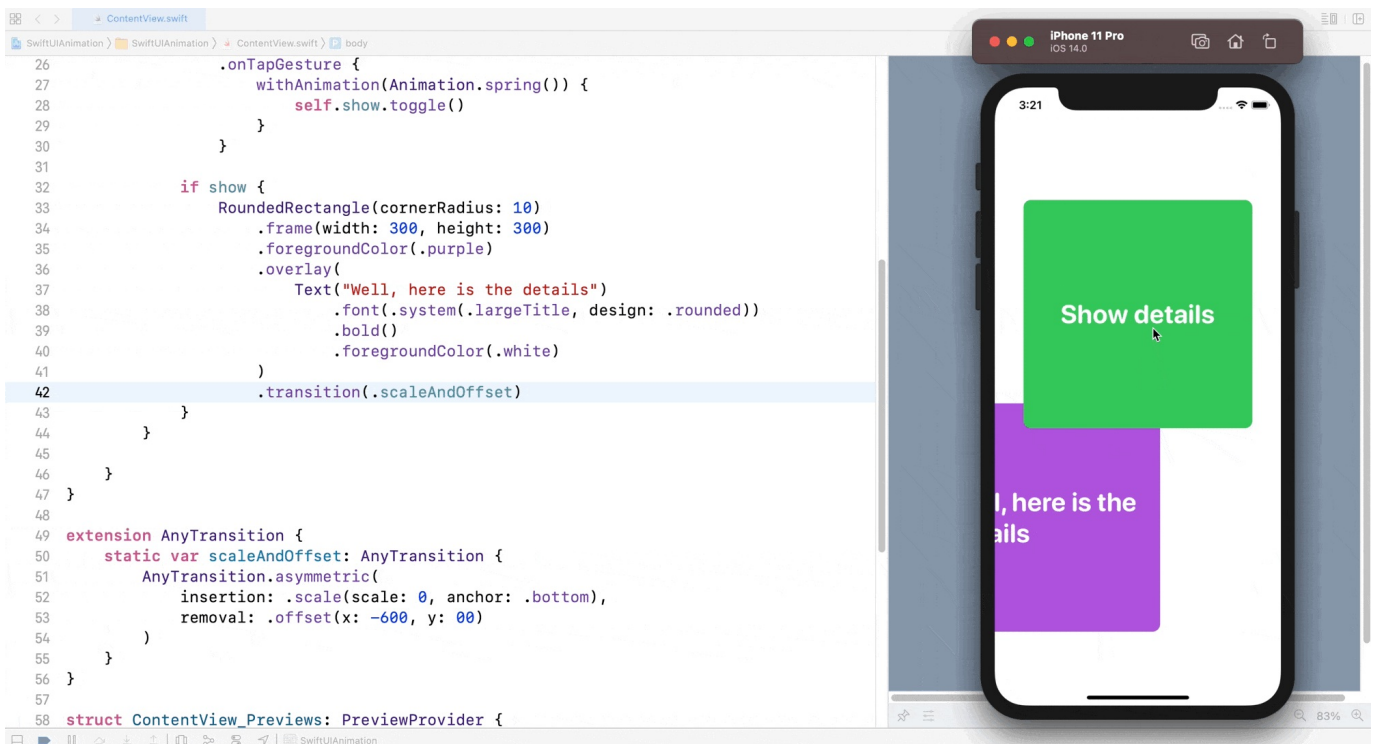 ContentView.swift
SwiftUIAnimation 〉 SwiftUIAnimation 〉 ContentView.swift 〉 body
26 .onTapGesture {
27 withAnimation(Animation.spring()) {
28 self.show.toggle()
29 }
30 }
31
32 if show {
33 RoundedRectangle(cornerRadius: 10)
34 .frame(width: 300, height: 300)
35 .foregroundColor(.purple)
36 .overlay(
37 Text("Well, here is the details")
38 .font(.system(.largeTitle, design: .rounded))
39 .bold()
40 .foregroundColor(.white)
41 )
42 .transition(.scaleAndOffset)
43 }
44 }
45
46 }
47 }
48
49 extension AnyTransition {
50 static var scaleAndOffset: AnyTransition {
51 AnyTransition.asymmetric(
52 insertion: .scale(scale: 0, anchor: .bottom),
53 removal: .offset(x: -600, y: 00)
54 )
55 }
56 }
57
58 struct ContentView_Previews: PreviewProvider {
SwiftUIAnimation
iPhone 11 Pro
iOS 14.0
3:21
Show details
l, here is the
ails
83%